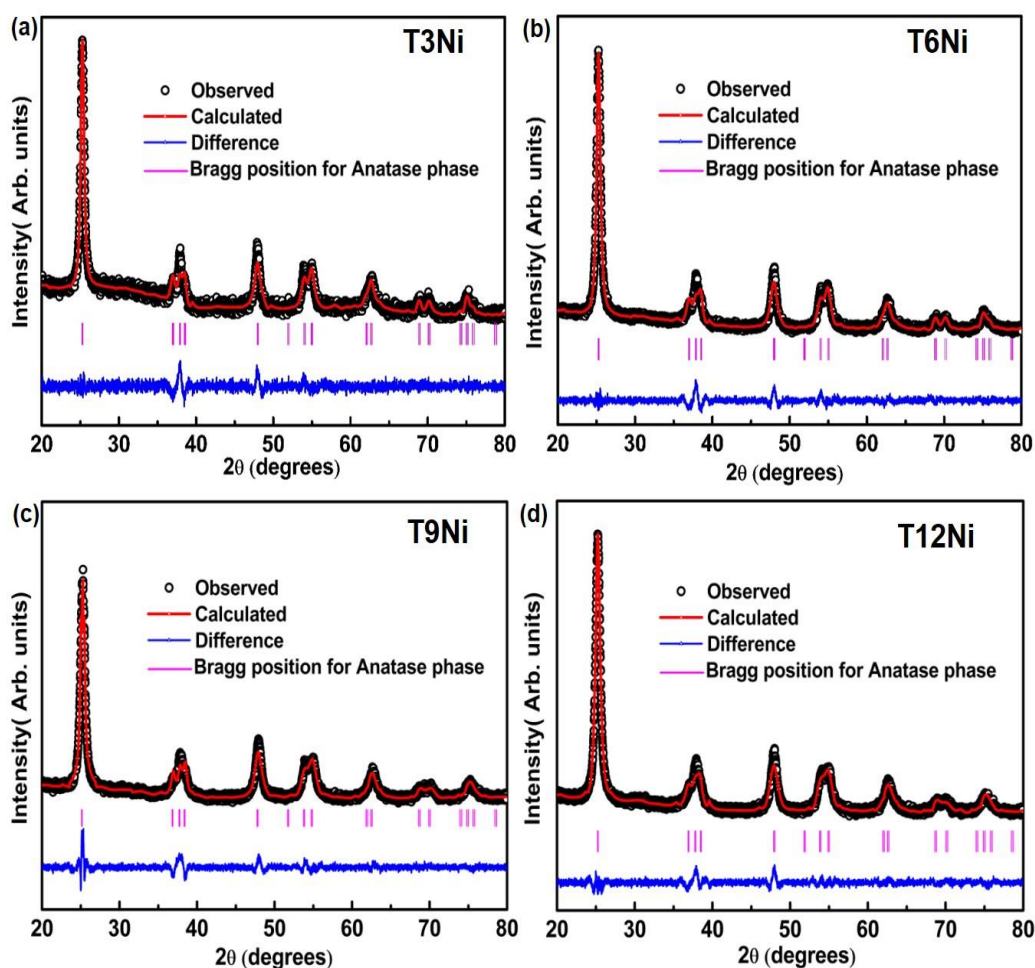 (a)
T3Ni
Observed
Calculated
Difference
Bragg position for Anatase phase
Intensity( Arb. units)
20 30 40 50 60 70 80
2θ (degrees)
(b)
T6Ni
Observed
Calculated
Difference
Bragg position for Anatase phase
Intensity( Arb. units)
20 30 40 50 60 70 80
2θ (degrees)
(c)
T9Ni
Observed
Calculated
Difference
Bragg position for Anatase phase
Intensity( Arb. units)
20 30 40 50 60 70 80
2θ (degrees)
(d)
T12Ni
Observed
Calculated
Difference
Bragg position for Anatase phase
Intensity( Arb. units)
20 30 40 50 60 70 80
2θ (degrees)